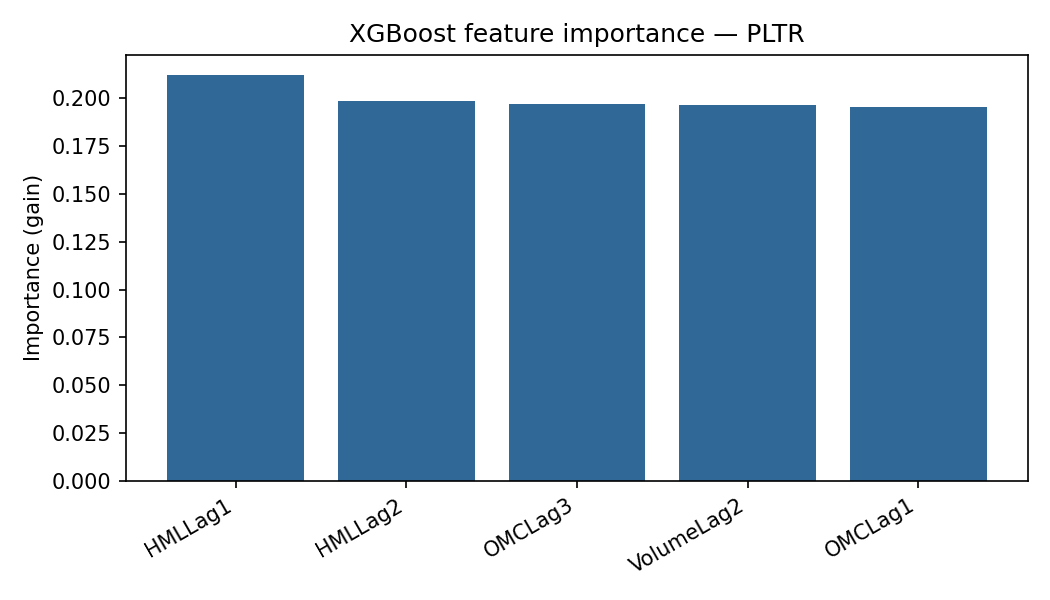 XGBoost feature importance — PLTR
Importance (gain)
0.200
0.175
0.150
0.125
0.100
0.075
0.050
0.025
0.000
HMLLag1
HMLLag2
OMCLag3
VolumeLag2
OMCLag1